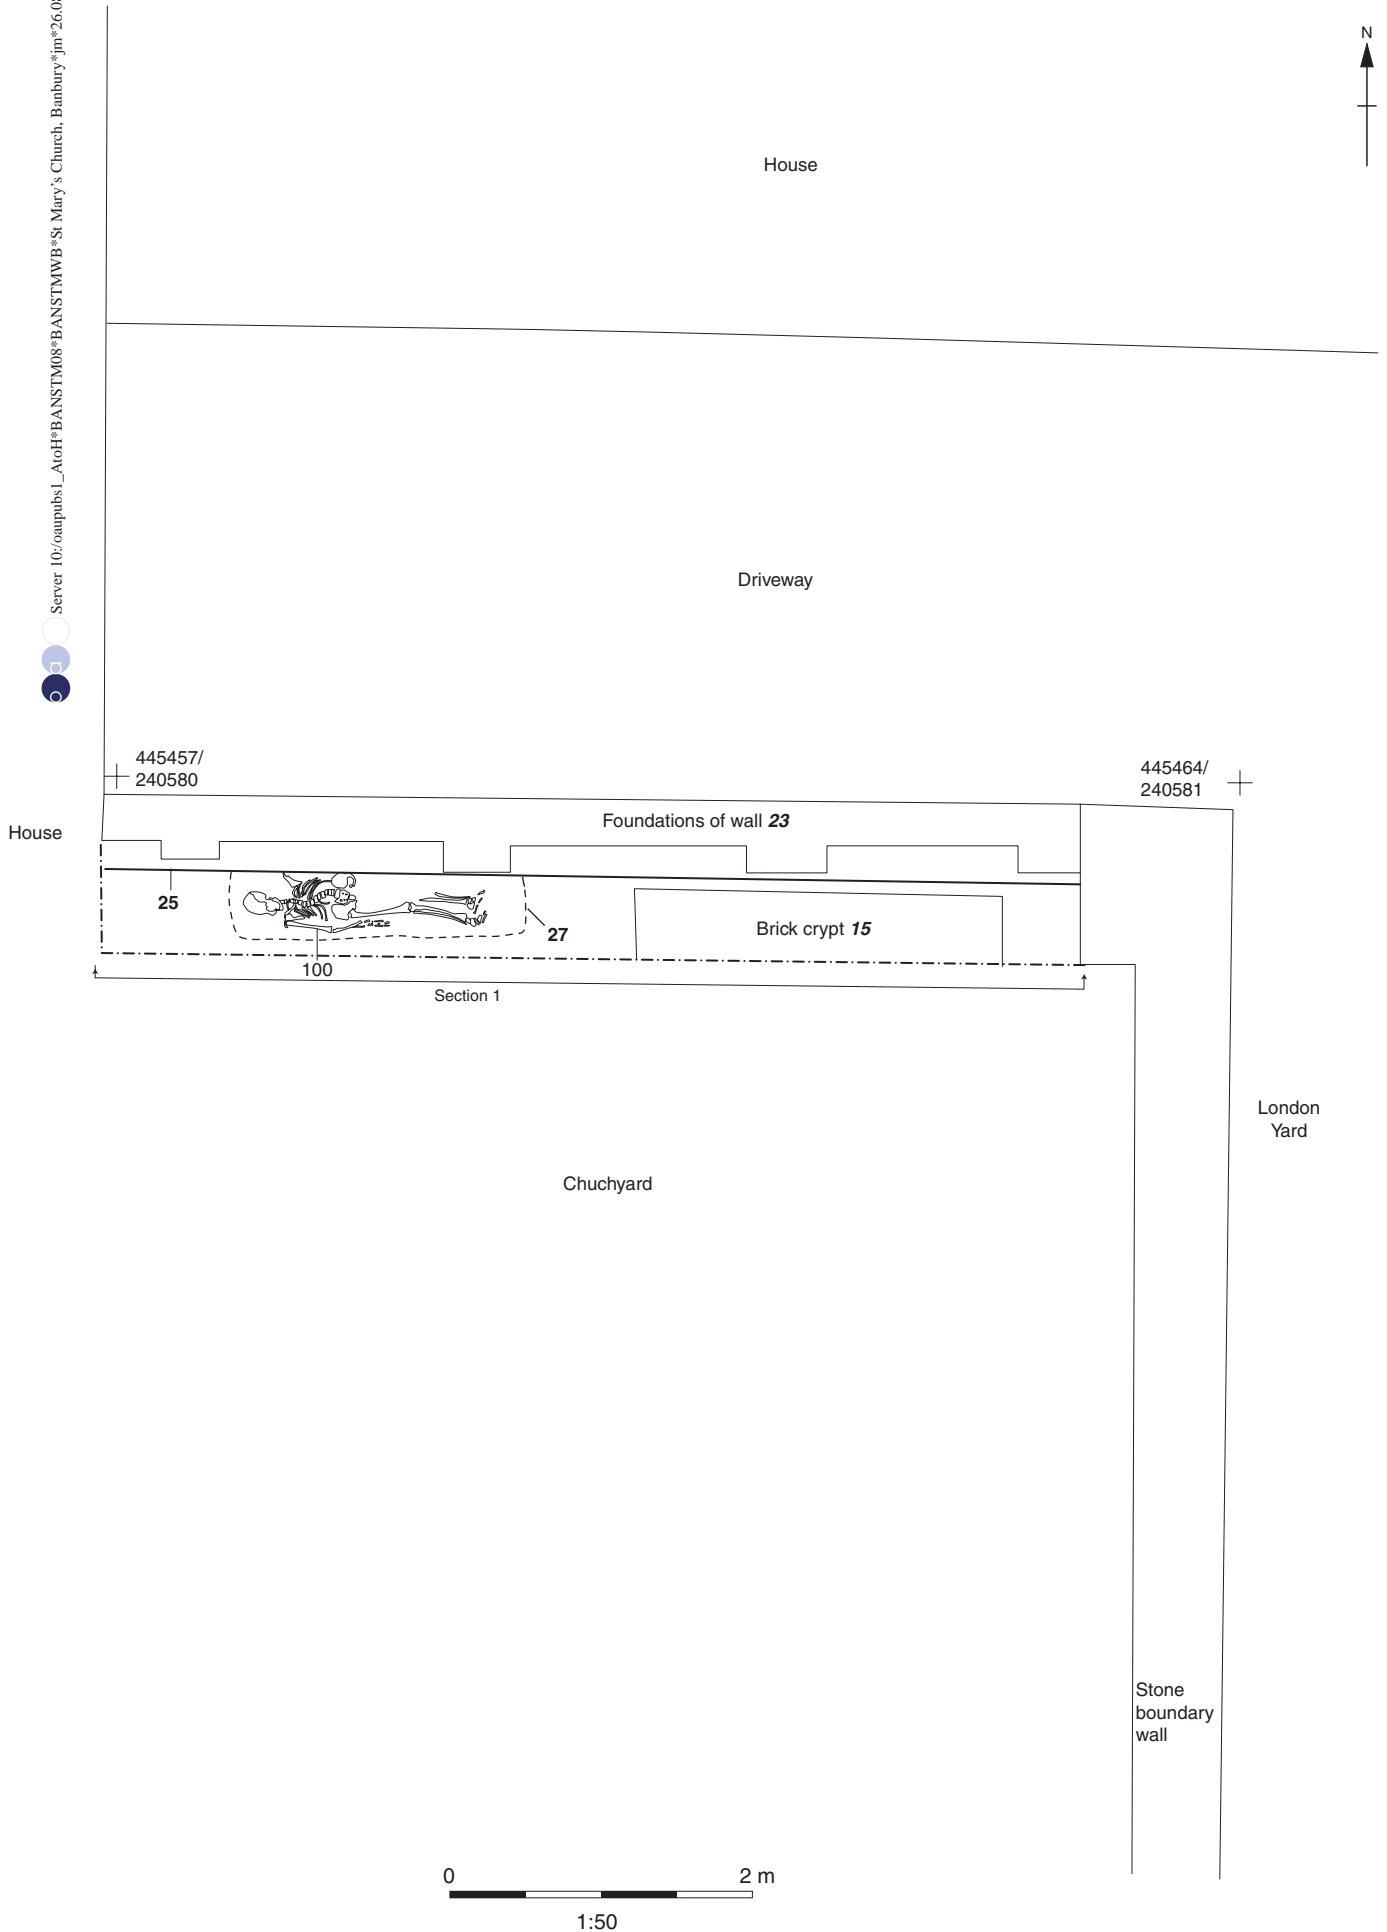 Server 10:/oaupubs1_AtoH*BANSTM08*BANSTMWB*St Mary's Church, Banbury*jm*26.08
N
House
Driveway
445457/
240580
445464/
240581
House
Foundations of wall 23
25
27
Brick crypt 15
100
Section 1
London
Yard
Chuchyard
Stone
boundary
wall
0 2 m
1:50